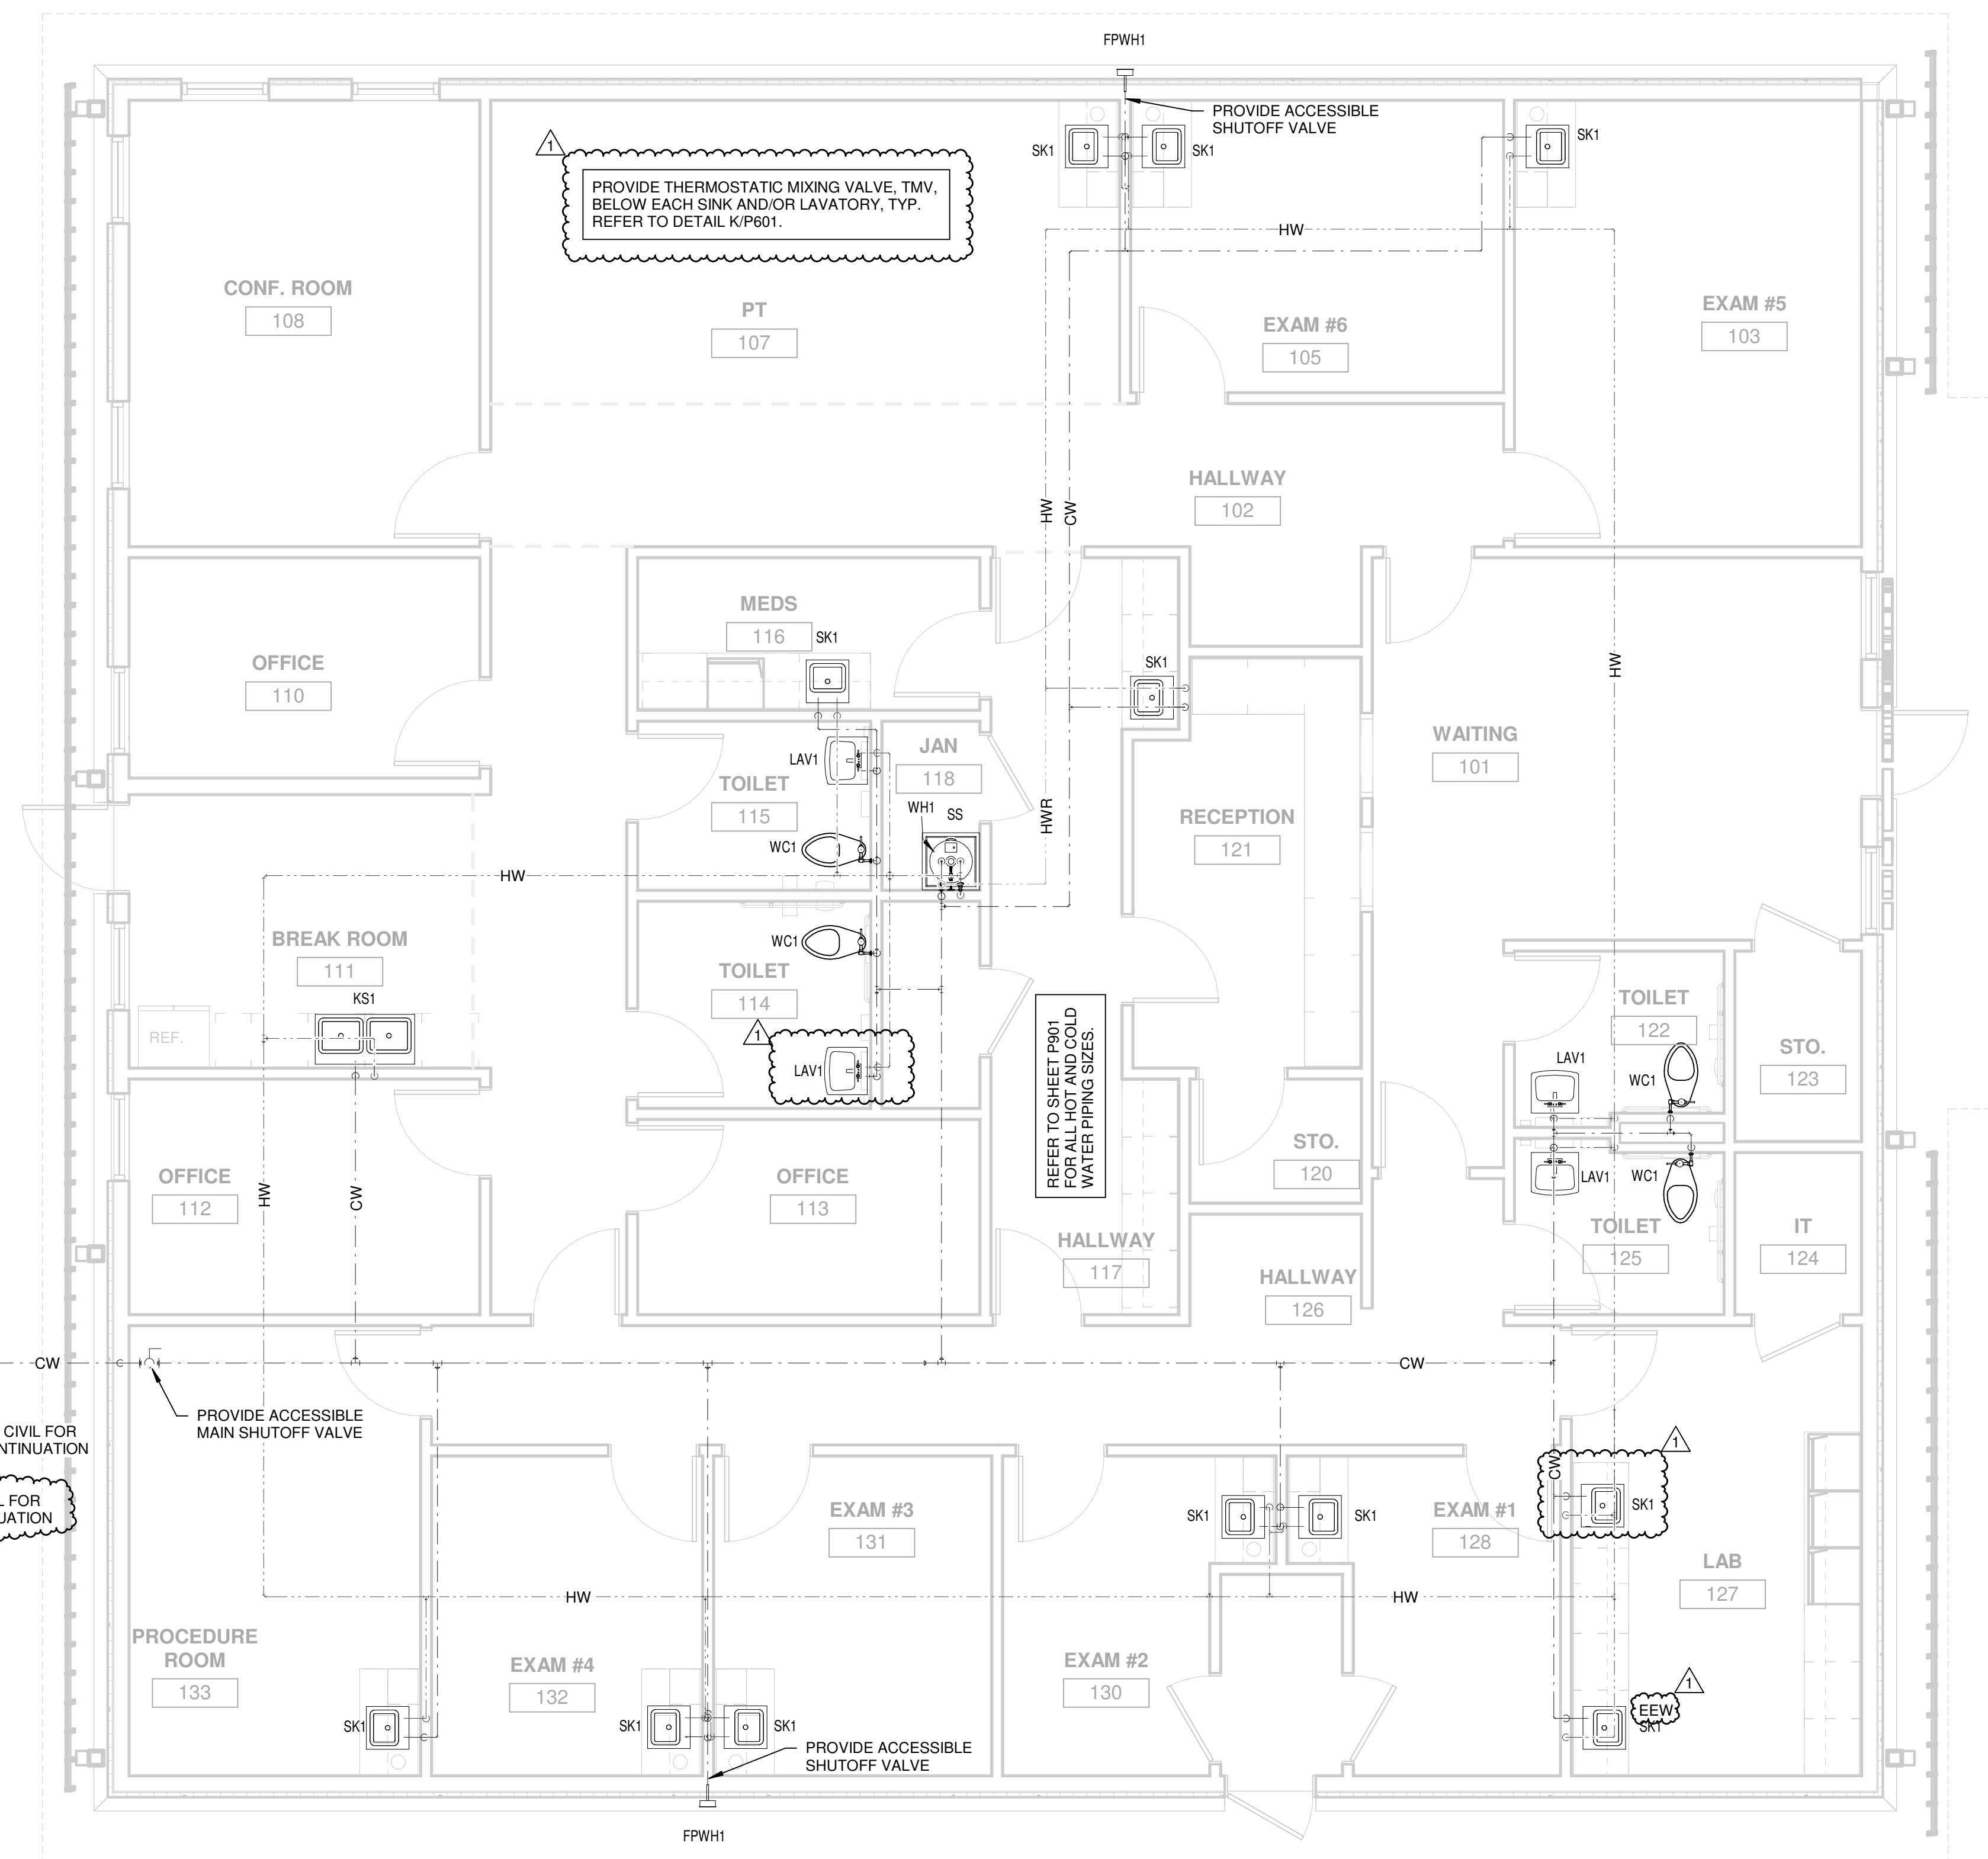 FPWH1
PROVIDE ACCESSIBLE
SHUTOFF VALVE
SK1
SK1
SK1
1
PROVIDE THERMOSTATIC MIXING VALVE, TMV,
BELOW EACH SINK AND/OR LAVATORY, TYP.
REFER TO DETAIL K/P601.
HW
CONF. ROOM
108
PT
107
EXAM #6
105
EXAM #5
103
HALLWAY
102
HW
CW
MEDS
116
SK1
OFFICE
110
SK1
HW
WAITING
101
LAV1
JAN
118
TOILET
115
WH1
SS
HWR
RECEPTION
121
WC1
HW
BREAK ROOM
111
WC1
TOILET
114
KS1
REF.
1
LAV1
REFER TO SHEET P901
FOR ALL HOT AND COLD
WATER PIPING SIZES.
TOILET
122
LAV1
WC1
STO.
123
OFFICE
112
HW
CW
OFFICE
113
STO.
120
LAV1
WC1
TOILET
125
IT
124
HALLWAY
117
HALLWAY
126
CW
CW
PROVIDE ACCESSIBLE
MAIN SHUTOFF VALVE
CIVIL FOR
NTINUATION
L FOR
UATION
1
CW
SK1
EXAM #3
131
SK1
SK1
EXAM #1
128
LAB
127
HW
HW
PROCEDURE
ROOM
133
EXAM #4
132
EXAM #2
130
1
EEW
SK1
SK1
SK1
SK1
PROVIDE ACCESSIBLE
SHUTOFF VALVE
FPWH1